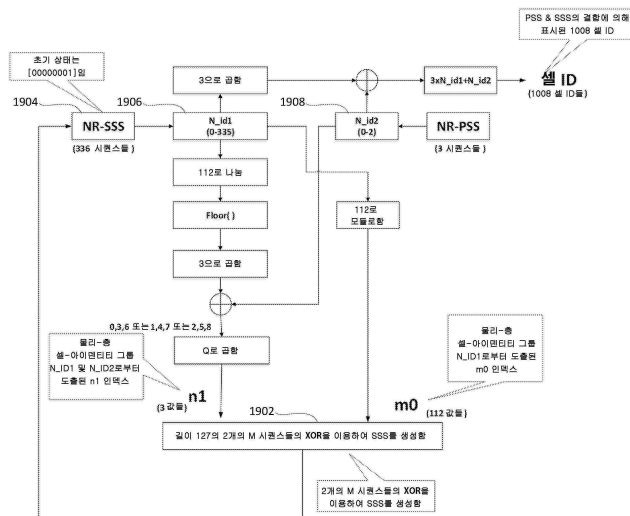 PSS & SSS의 결합에 의해
표시된 1008 셀 ID
초기 상태는
[00000001]임
3으로 곱함
3xN_id1+N_id2
셀 ID
(1008 셀 ID들)
1904
1906
1908
NR-SSS
(336 시퀀스들)
N_id1
(0-335)
N_id2
(0-2)
NR-PSS
(3 시퀀스들)
112로 나눔
Floor( )
3으로 곱함
112로
모듈로함
0,3,6 또는 1,4,7 또는 2,5,8
Q로 곱함
물리-층
셀-아이덴티티 그룹
N_ID1 및 N_ID2로부터
도출된 n1 인덱스
n1
(3 값들)
물리-층
셀-아이덴티티 그룹
N_ID1로부터 도출된
m0 인덱스
m0
(112 값들)
1902
길이 127의 2개의 M 시퀀스들의 XOR을 이용하여 SSS를 생성함
2개의 M 시퀀스들의 XOR을
이용하여 SSS를 생성함